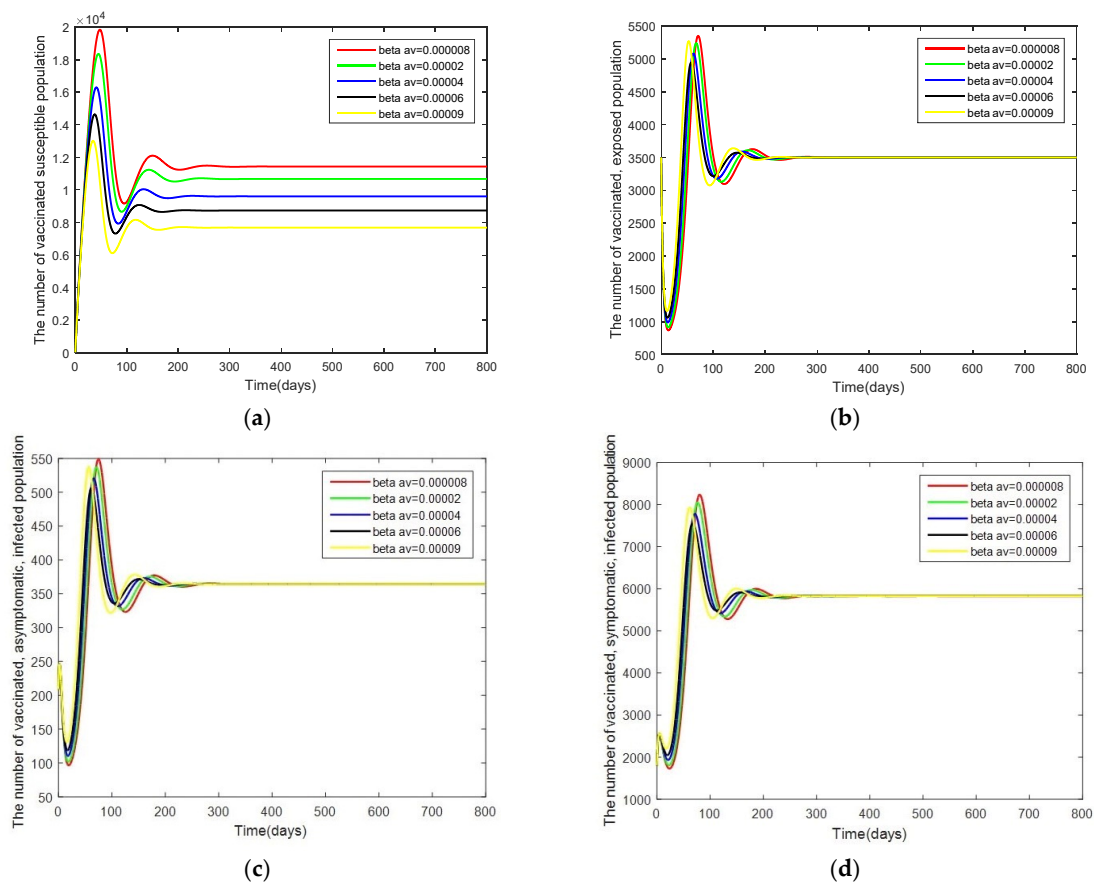 ×10⁴
2
1.8
1.6
1.4
1.2
1
0.8
0.6
0.4
0.2
0
The number of vaccinated susceptible population
beta av=0.000008
beta av=0.00002
beta av=0.00004
beta av=0.00006
beta av=0.00009
0 100 200 300 400 500 600 700 800
Time(days)
(a)
5500
5000
4500
4000
3500
3000
2500
2000
1500
1000
500
The number of vaccinated, exposed population
beta av=0.000008
beta av=0.00002
beta av=0.00004
beta av=0.00006
beta av=0.00009
0 100 200 300 400 500 600 700 800
Time(days)
(b)
550
500
450
400
350
300
250
200
150
100
50
The number of vaccinated, asymptomatic, infected population
beta av=0.000008
beta av=0.00002
beta av=0.00004
beta av=0.00006
beta av=0.00009
0 100 200 300 400 500 600 700 800
Time(days)
(c)
9000
8000
7000
6000
5000
4000
3000
2000
1000
The number of vaccinated, symptomatic, infected population
beta av=0.000008
beta av=0.00002
beta av=0.00004
beta av=0.00006
beta av=0.00009
0 100 200 300 400 500 600 700 800
Time(days)
(d)